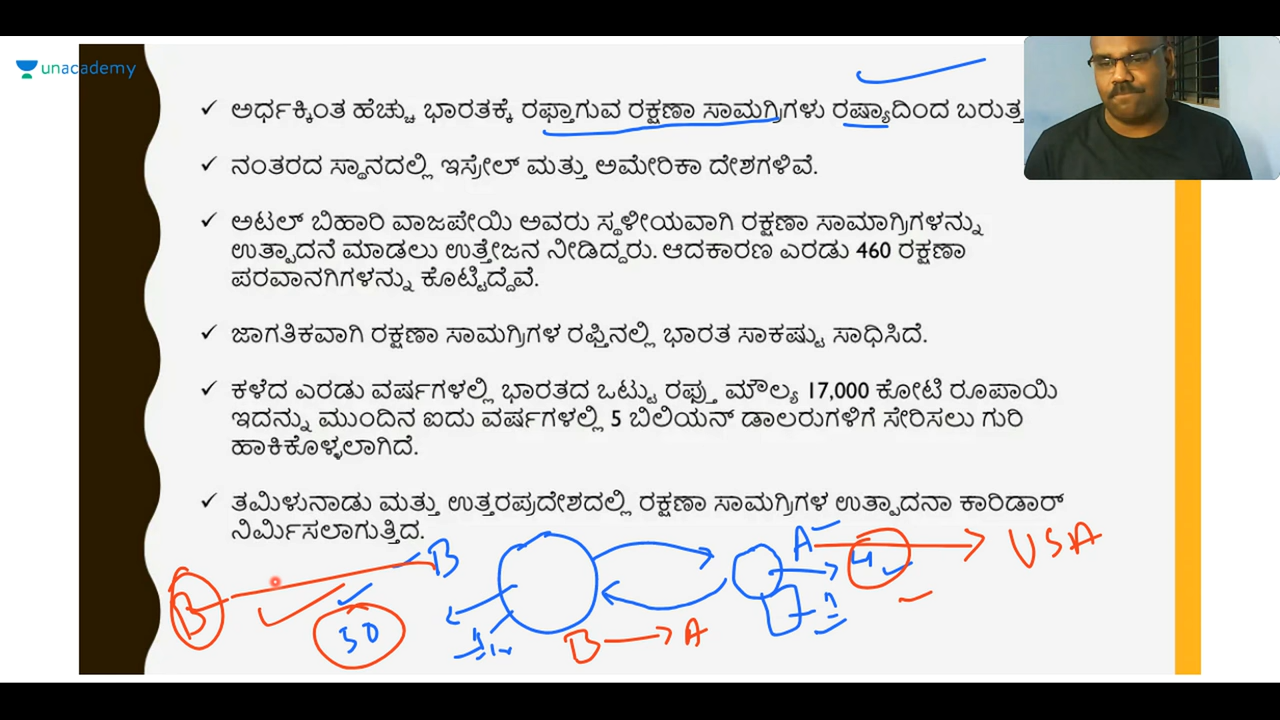 unacademy
✓ ಅರ್ಧಕ್ಕಿಂತ ಹೆಚ್ಚು ಭಾರತಕ್ಕೆ ರಫ್ತಾಗುವ ರಕ್ಷಣಾ ಸಾಮಗ್ರಿಗಳು ರಷ್ಯಾದಿಂದ ಬರುತ್ತ
✓ ನಂತರದ ಸ್ಥಾನದಲ್ಲಿ ಇಸ್ರೇಲ್ ಮತ್ತು ಅಮೇರಿಕಾ ದೇಶಗಳಿವೆ.
✓ ಅಟಲ್ ಬಿಹಾರಿ ವಾಜಪೇಯಿ ಅವರು ಸ್ಥಳೀಯವಾಗಿ ರಕ್ಷಣಾ ಸಾಮಾಗ್ರಿಗಳನ್ನು
ಉತ್ಪಾದನೆ ಮಾಡಲು ಉತ್ತೇಜನ ನೀಡಿದ್ದರು. ಆದಕಾರಣ ಎರಡು 460 ರಕ್ಷಣಾ
ಪರವಾನಗಿಗಳನ್ನು ಕೊಟ್ಟಿದ್ದೆವೆ.
✓ ಜಾಗತಿಕವಾಗಿ ರಕ್ಷಣಾ ಸಾಮಗ್ರಿಗಳ ರಫ್ತಿನಲ್ಲಿ ಭಾರತ ಸಾಕಷ್ಟು ಸಾಧಿಸಿದೆ.
✓ ಕಳೆದ ಎರಡು ವರ್ಷಗಳಲ್ಲಿ ಭಾರತದ ಒಟ್ಟು ರಫ್ತು ಮೌಲ್ಯ 17,000 ಕೋಟಿ ರೂಪಾಯಿ
ಇದನ್ನು ಮುಂದಿನ ಐದು ವರ್ಷಗಳಲ್ಲಿ 5 ಬಿಲಿಯನ್ ಡಾಲರುಗಳಿಗೆ ಸೇರಿಸಲು ಗುರಿ
ಹಾಕಿಕೊಳ್ಳಲಾಗಿದೆ.
✓ ತಮಿಳುನಾಡು ಮತ್ತು ಉತ್ತರಪ್ರದೇಶದಲ್ಲಿ ರಕ್ಷಣಾ ಸಾಮಗ್ರಿಗಳ ಉತ್ಪಾದನಾ ಕಾರಿಡಾರ್
ನಿರ್ಮಿಸಲಾಗುತ್ತಿದ.
B A 4 USA
B 30
B → A